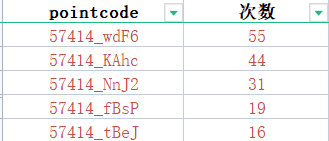 pointcode 次数
57414_wdF6 55
57414_KAhc 44
57414_NnJ2 31
57414_fBsP 19
57414_tBeJ 16